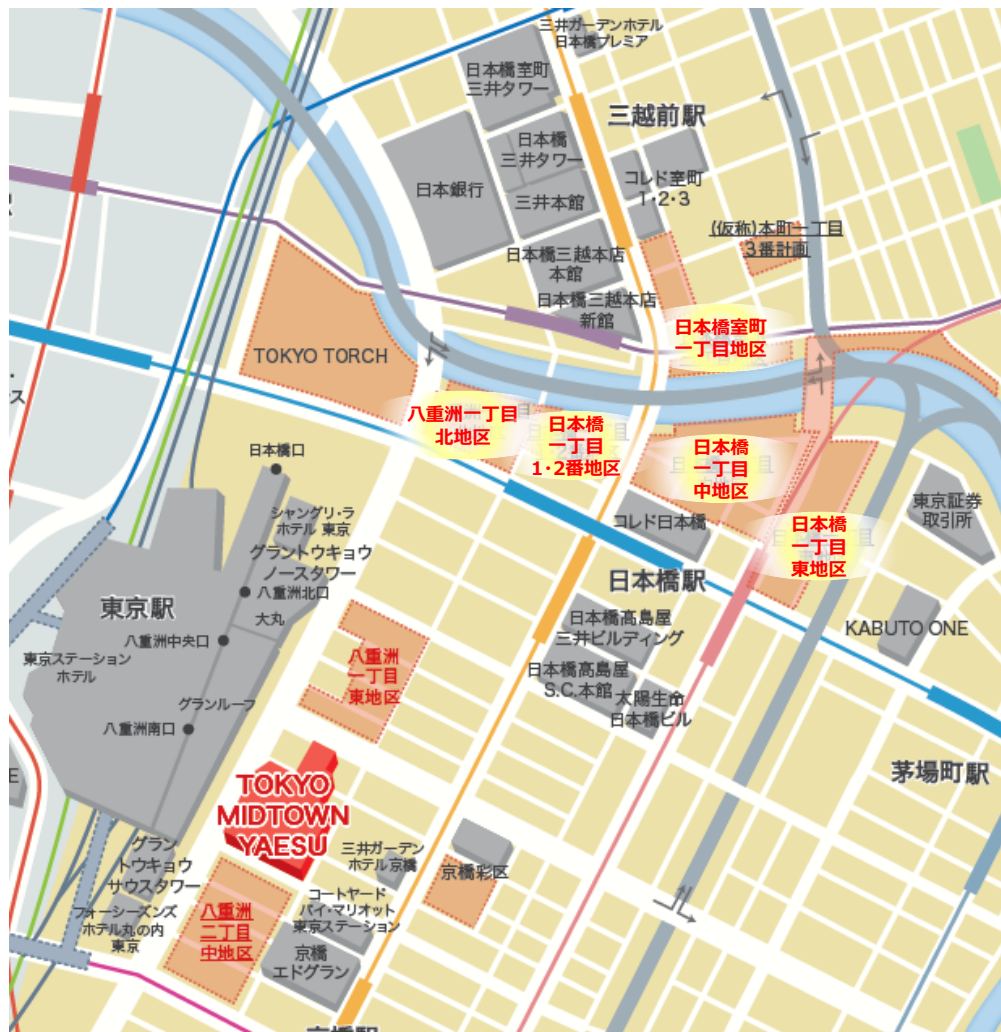 三井ガーデンホテル
日本橋プレミア
日本橋室町
三井タワー
三越前駅
日本橋
三井タワー
日本銀行
三井本館
コレド室町
1・2・3
(仮称)本町一丁目
3番計画
日本橋三越本店
本館
日本橋三越本店
新館
日本橋室町
一丁目地区
TOKYO TORCH
八重洲一丁目
北地区
日本橋
一丁目
1・2番地区
日本橋
一丁目
中地区
日本橋口
シャングリ・ラ
ホテル 東京
コレド日本橋
日本橋
一丁目
東地区
東京証券
取引所
グラントウキョウ
ノースタワー
八重洲北口
日本橋駅
東京駅
大丸
日本橋髙島屋
三井ビルディング
KABUTO ONE
八重洲中央口
東京ステーション
ホテル
八重洲
一丁目
東地区
日本橋髙島屋
S.C.本館
太陽生命
日本橋ビル
グランルーフ
八重洲南口
茅場町駅
TOKYO
MIDTOWN
YAESU
グラン
トウキョウ
サウスタワー
三井ガーデン
ホテル京橋
京橋彩区
フォーシーズンズ
ホテル丸の内
東京
八重洲
二丁目
中地区
コートヤード
バイ・マリオット
東京ステーション
京橋
エドグラン
京橋駅